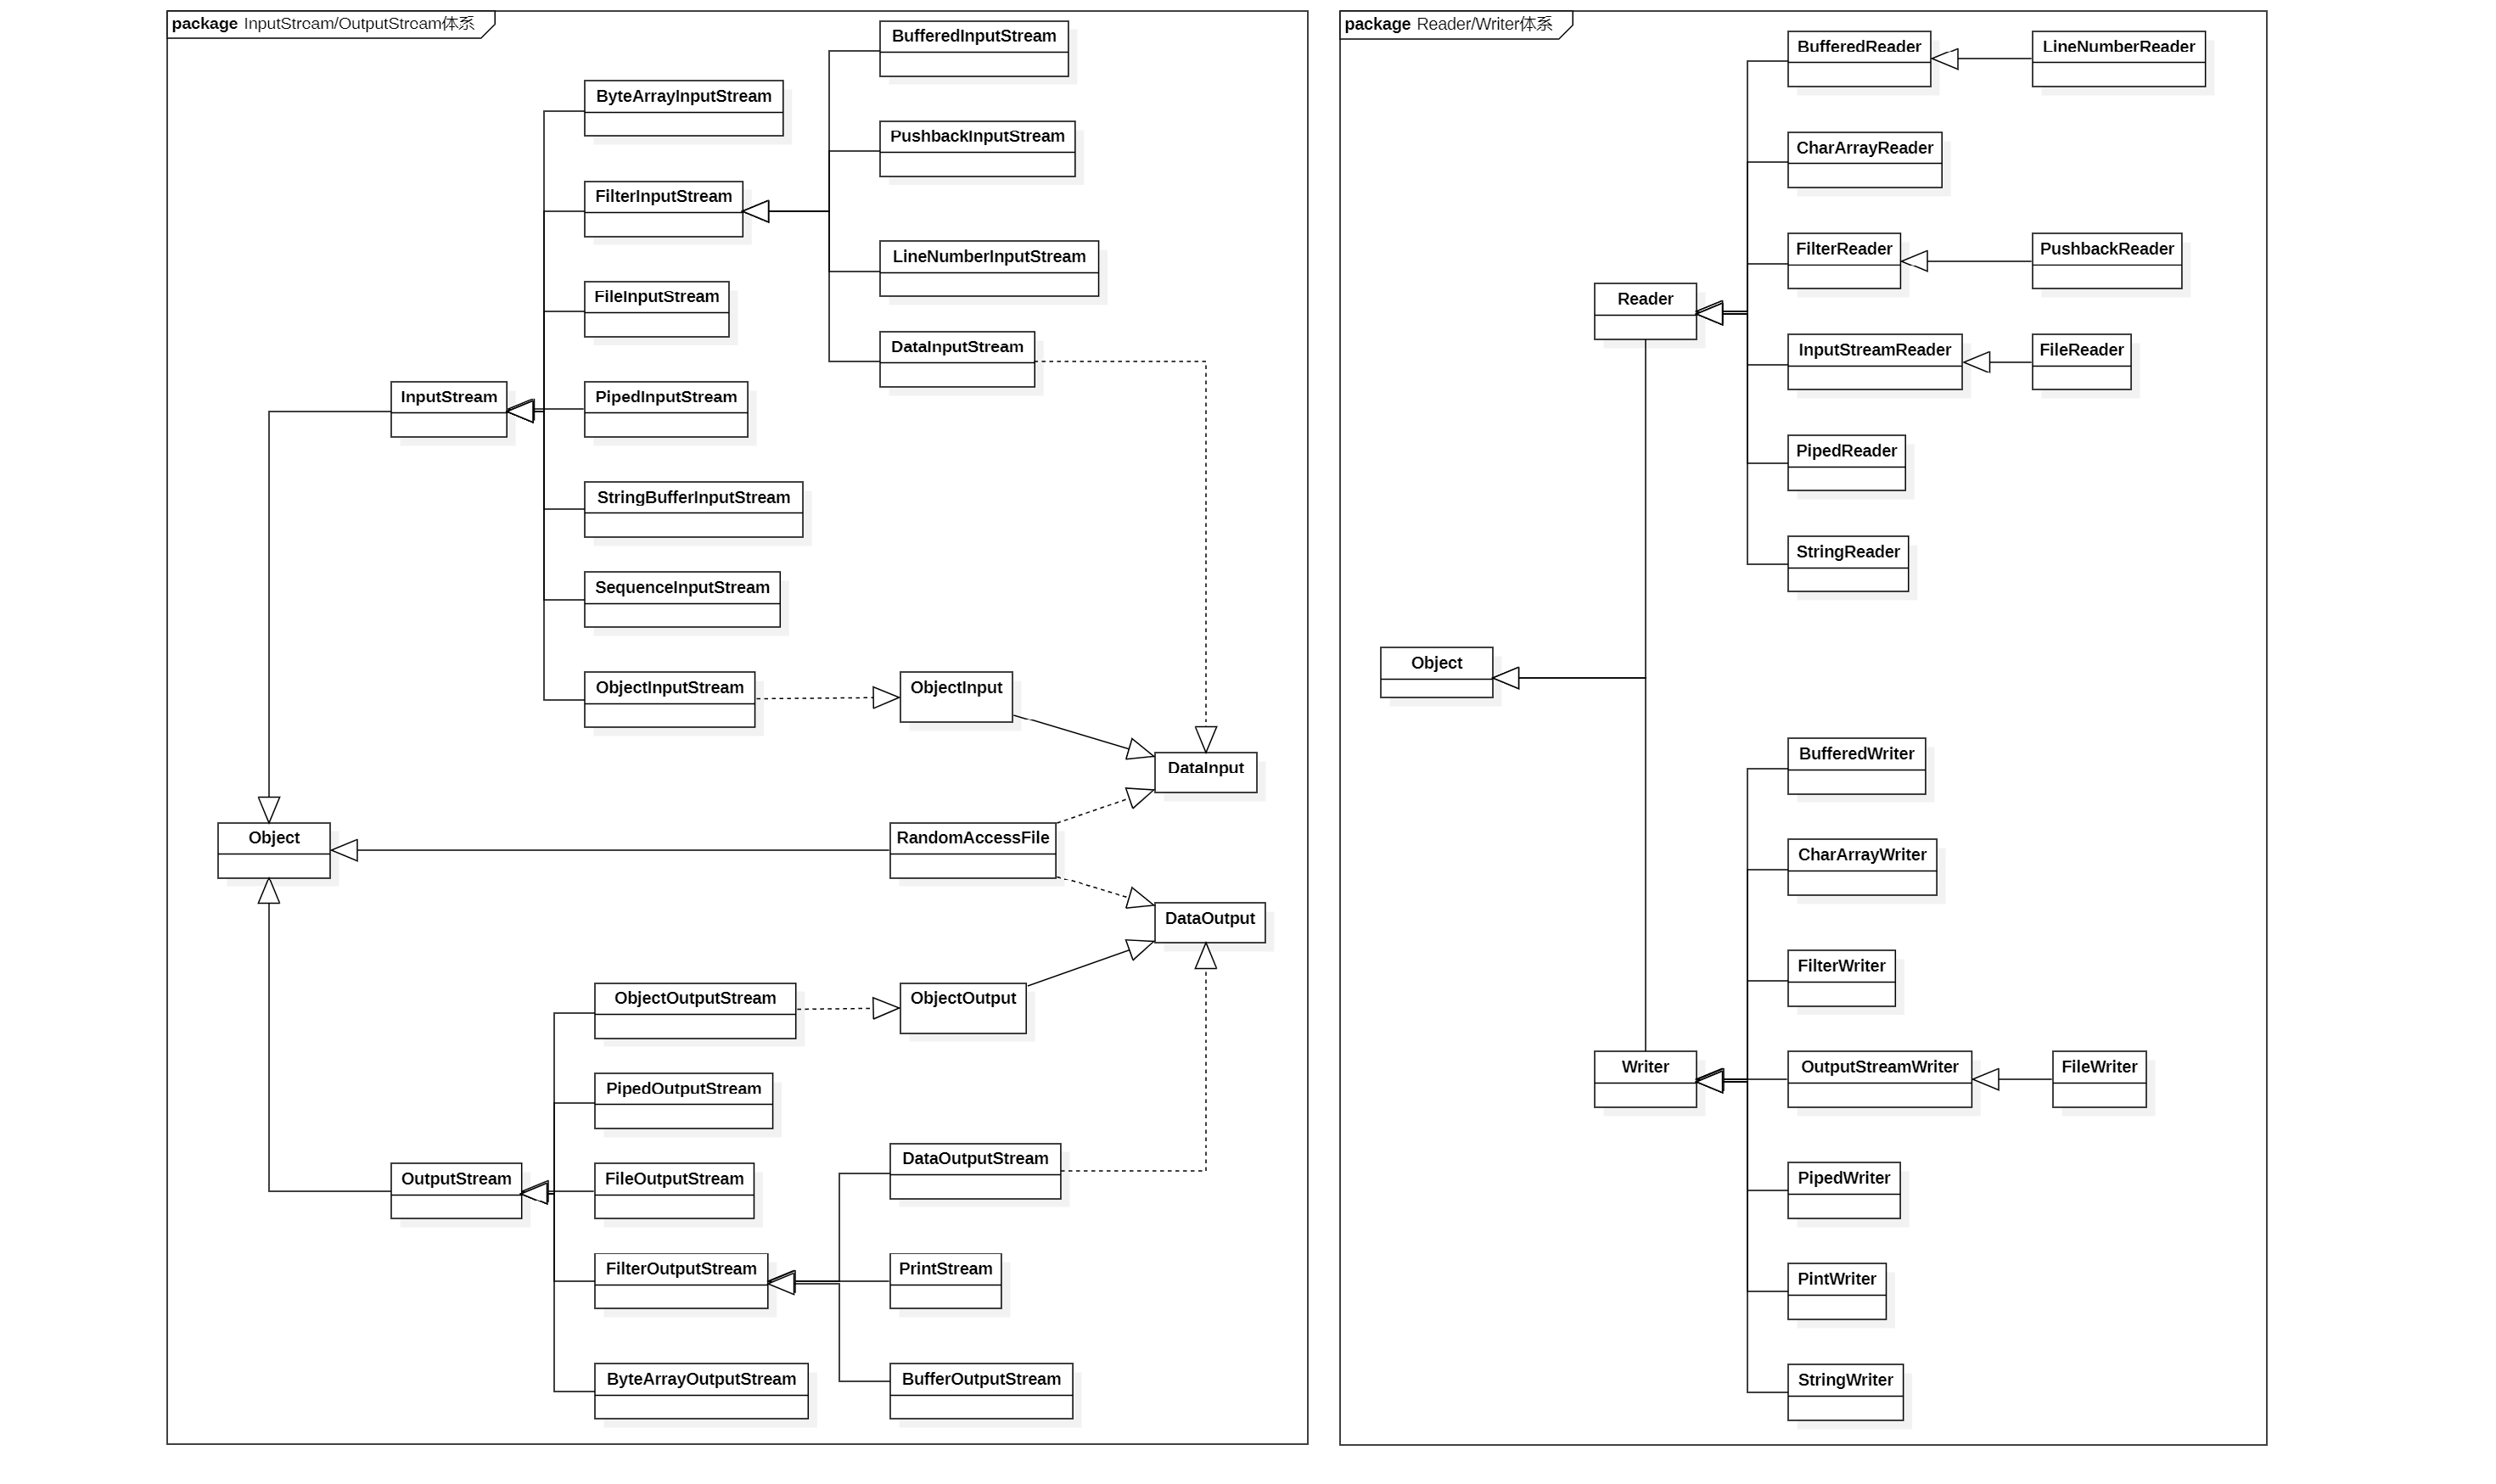 package InputStream/OutputStream体系
BufferedInputStream
ByteArrayInputStream
PushbackInputStream
FilterInputStream
LineNumberInputStream
FileInputStream
DataInputStream
InputStream
PipedInputStream
StringBufferInputStream
SequenceInputStream
ObjectInputStream
ObjectInput
DataInput
Object
RandomAccessFile
DataOutput
ObjectOutputStream
ObjectOutput
PipedOutputStream
DataOutputStream
OutputStream
FileOutputStream
FilterOutputStream
PrintStream
ByteArrayOutputStream
BufferOutputStream
package Reader/Writer体系
BufferedReader
LineNumberReader
CharArrayReader
FilterReader
PushbackReader
Reader
InputStreamReader
FileReader
PipedReader
StringReader
Object
BufferedWriter
CharArrayWriter
FilterWriter
Writer
OutputStreamWriter
FileWriter
PipedWriter
PintWriter
StringWriter